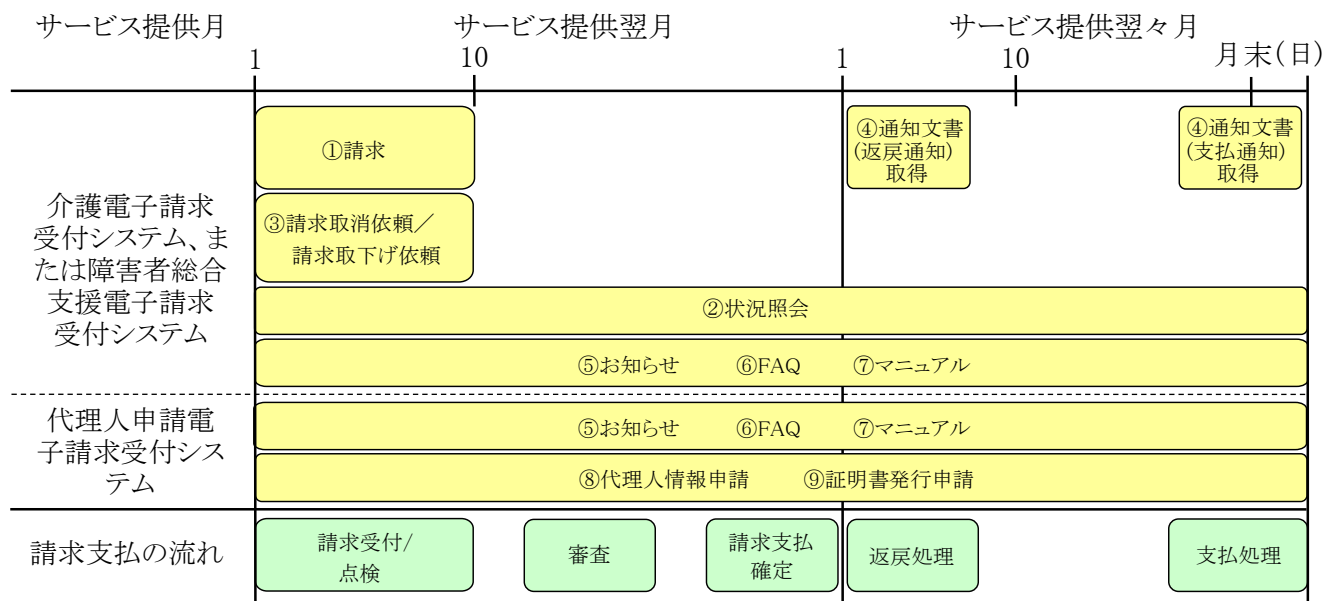 サービス提供月
サービス提供翌月
サービス提供翌々月
1
10
1
10
月末(日)
介護電子請求
受付システム、ま
たは障害者総合
支援電子請求
受付システム
①請求
④通知文書
(返戻通知)
取得
④通知文書
(支払通知)
取得
③請求取消依頼／
請求取下げ依頼
②状況照会
⑤お知らせ ⑥FAQ ⑦マニュアル
代理人申請電
子請求受付シス
テム
⑤お知らせ ⑥FAQ ⑦マニュアル
⑧代理人情報申請 ⑨証明書発行申請
請求支払の流れ
請求受付/
点検
審査
請求支払
確定
返戻処理
支払処理